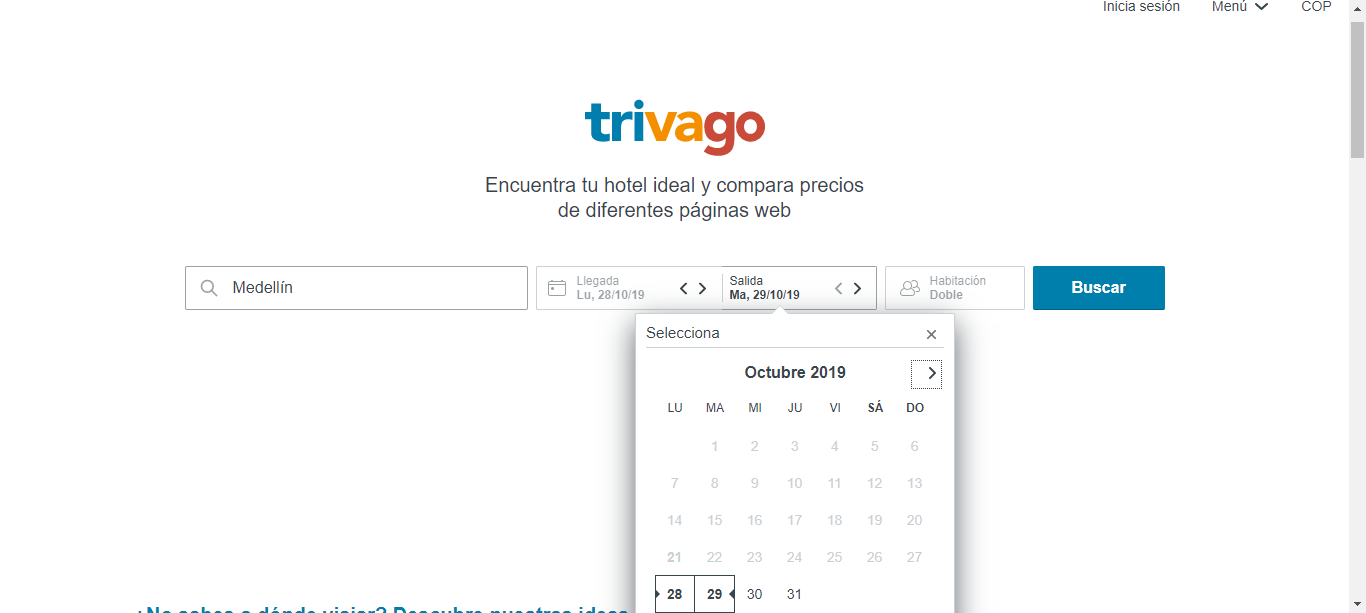 Inicia sesión Menú COP
trivago
Encuentra tu hotel ideal y compara precios
de diferentes páginas web
Medellín
Llegada
Lu, 28/10/19
Salida
Ma, 29/10/19
Habitación
Doble
Buscar
Selecciona
Octubre 2019
LU MA MI JU VI SÁ DO
1 2 3 4 5 6
7 8 9 10 11 12 13
14 15 16 17 18 19 20
21 22 23 24 25 26 27
28 29 30 31
¿No sabes a dónde viajar? Descubre nuestras ideas